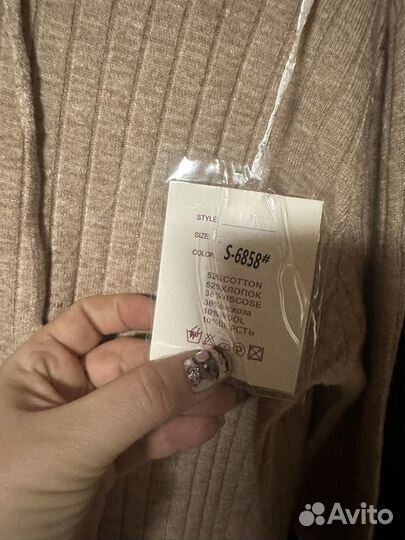 STYLE:
SIZE:
COLOR:
S-6858#
52%COTTON
52%ХЛОПОК
38%VISCOSE
38%Вискоза
10%WOOL
10%ШЕРСТЬ
Avito